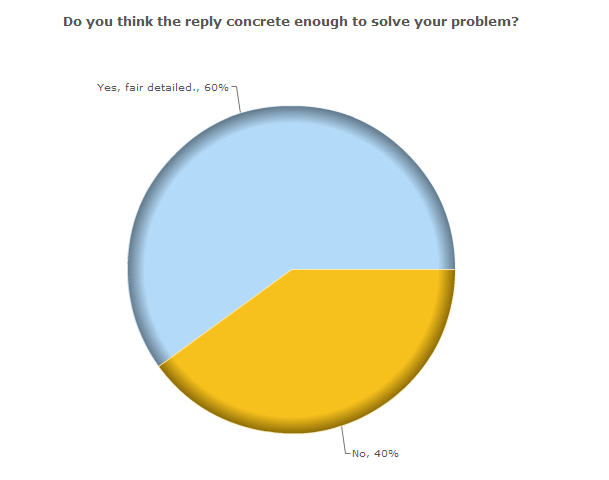 Do you think the reply concrete enough to solve your problem?
Yes, fair detailed., 60%
No, 40%